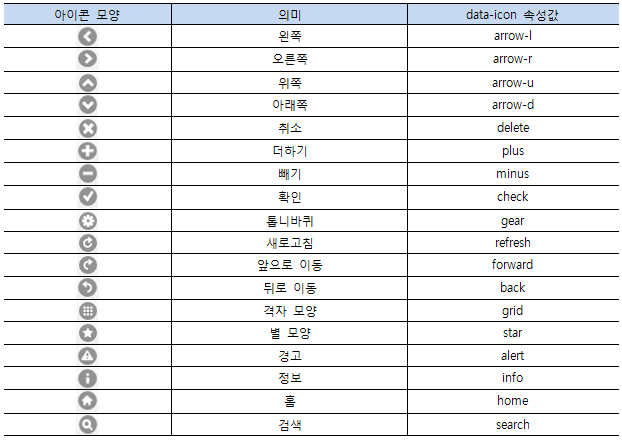 아이콘 모양 의미 data-icon 속성값
왼쪽 arrow-l
오른쪽 arrow-r
위쪽 arrow-u
아래쪽 arrow-d
취소 delete
더하기 plus
빼기 minus
확인 check
톱니바퀴 gear
새로고침 refresh
앞으로 이동 forward
뒤로 이동 back
격자 모양 grid
별 모양 star
경고 alert
정보 info
홈 home
검색 search